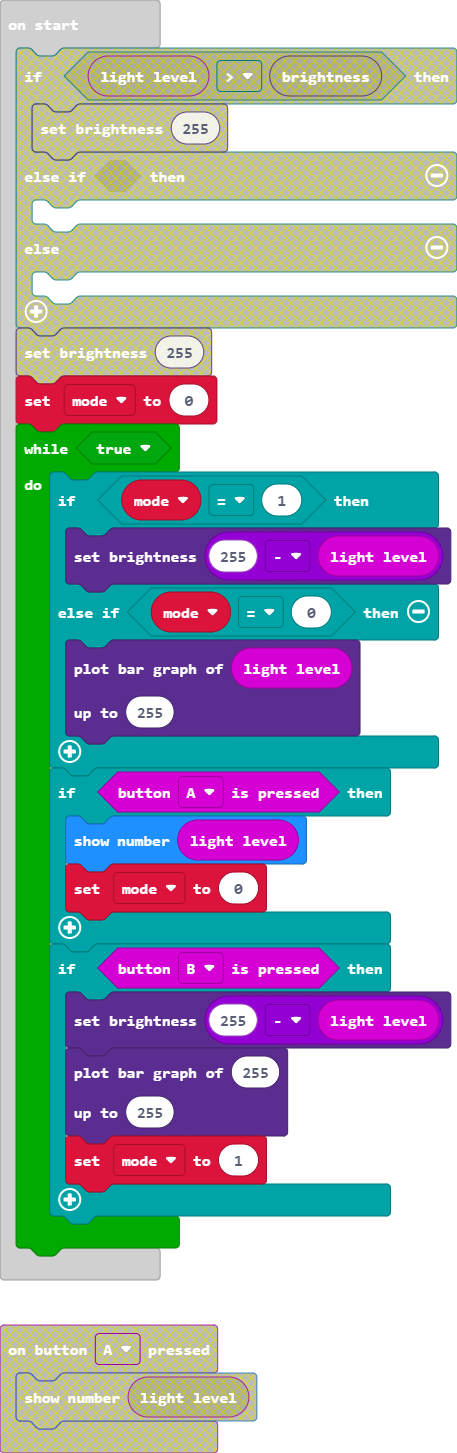 on start
if light level > brightness then
set brightness 255
else if then
else
set brightness 255
set mode to 0
while true
do
if mode = 1 then
set brightness 255 - light level
else if mode = 0 then
plot bar graph of light level
up to 255
if button A is pressed then
show number light level
set mode to 0
if button B is pressed then
set brightness 255 - light level
plot bar graph of 255
up to 255
set mode to 1
on button A pressed
show number light level